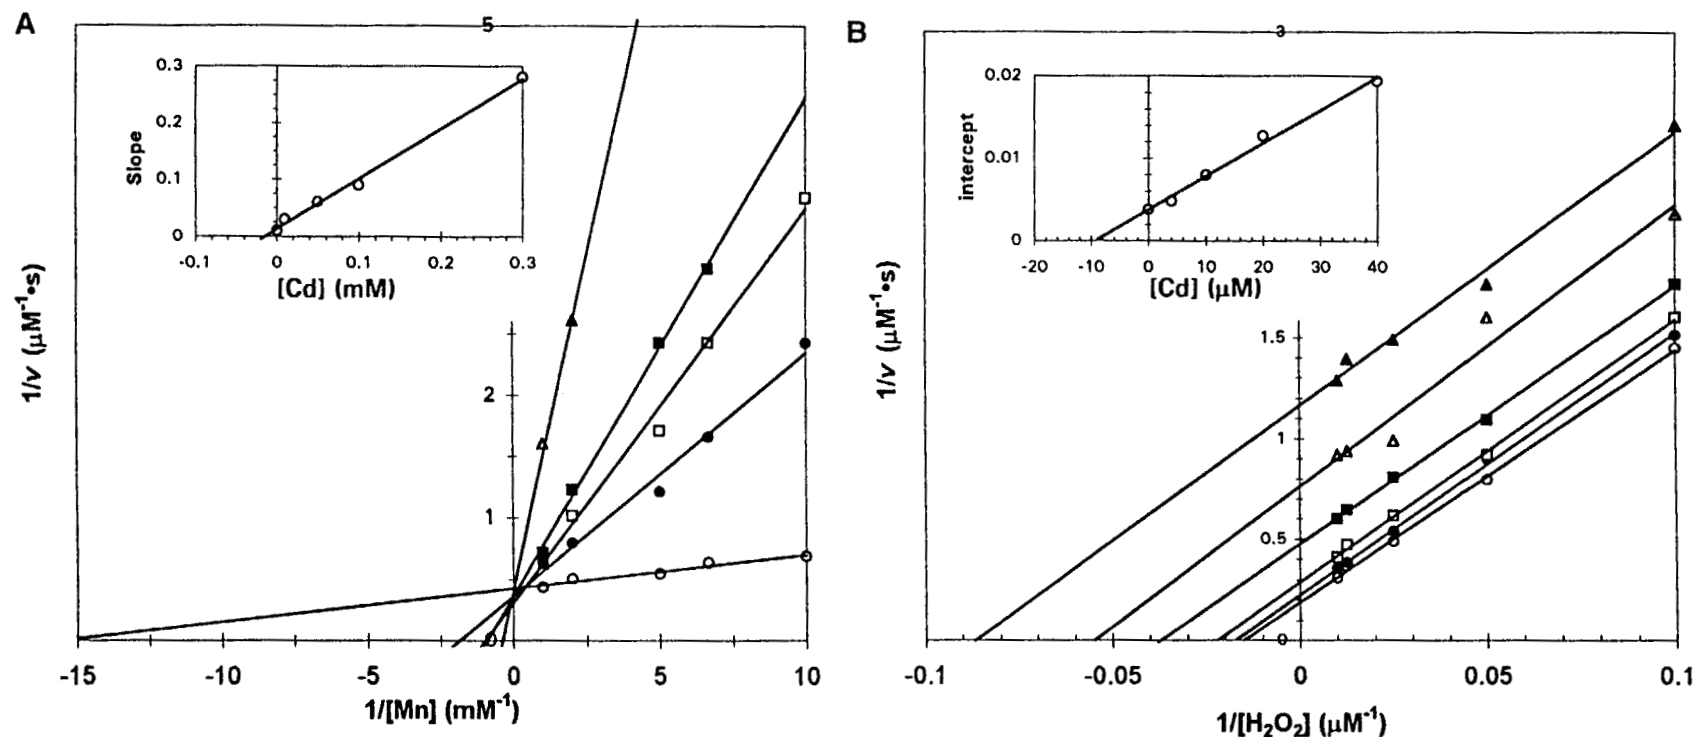 A
5
0.3
0.2
0.1
0
Slope
-0.1 0 0.1 0.2 0.3
[Cd] (mM)
2
1
1/v (μM⁻¹•s)
-15 -10 -5 0 5 10
1/[Mn] (mM⁻¹)
B
3
0.02
0.01
0
intercept
-20 -10 0 10 20 30 40
[Cd] (μM)
1.5
1
0.5
0
1/v (μM⁻¹•s)
-0.1 -0.05 0 0.05 0.1
1/[H₂O₂] (μM⁻¹)